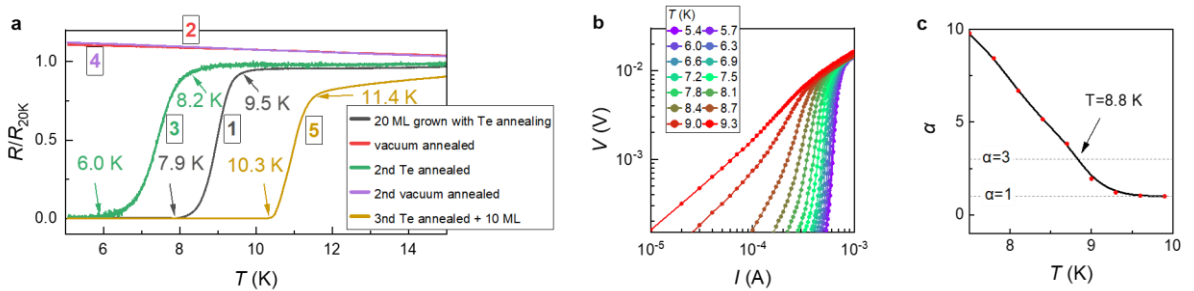 a
R/R20K
1.0
0.5
0.0
2
4
8.2 K
9.5 K
11.4 K
3
1
5
6.0 K
7.9 K
10.3 K
20 ML grown with Te annealing
vacuum annealed
2nd Te annealed
2nd vacuum annealed
3nd Te annealed + 10 ML
6 8 10 12 14
T (K)
b
T (K)
5.4 5.7
6.0 6.3
6.6 6.9
7.2 7.5
7.8 8.1
8.4 8.7
9.0 9.3
V (V)
10-2
10-3
10-5 10-4 10-3
I (A)
c
α
10
5
0
T=8.8 K
α=3
α=1
8 9 10
T (K)